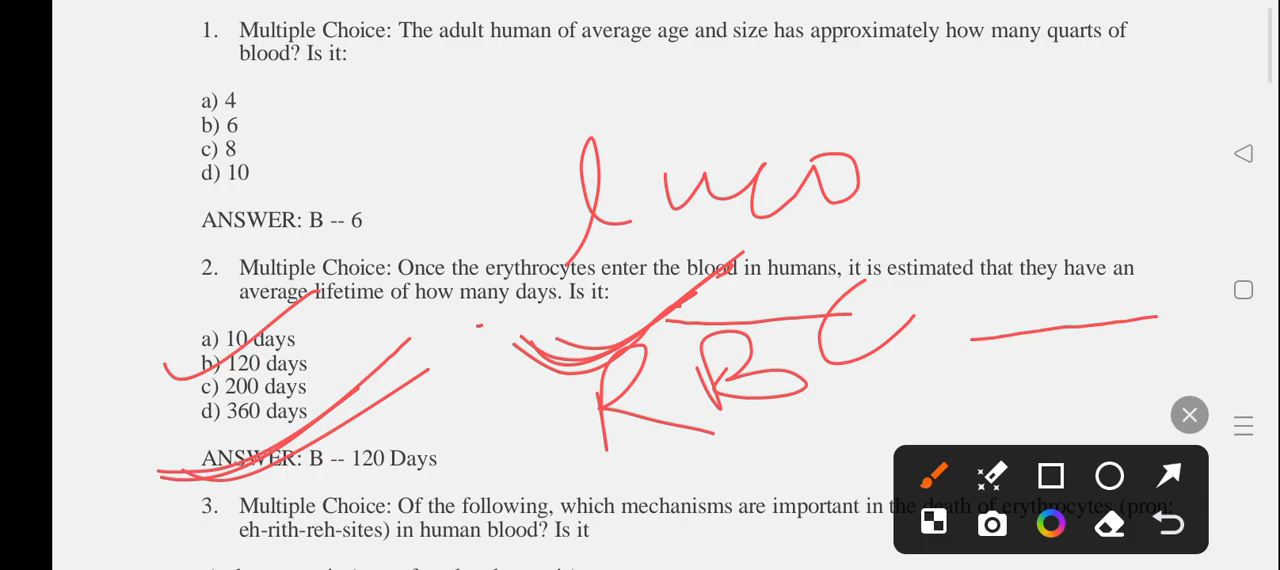 1. Multiple Choice: The adult human of average age and size has approximately how many quarts of
blood? Is it:
a) 4
b) 6
c) 8
d) 10
ANSWER: B -- 6
2. Multiple Choice: Once the erythrocytes enter the blood in humans, it is estimated that they have an
average lifetime of how many days. Is it:
a) 10 days
b) 120 days
c) 200 days
d) 360 days
RBC
ANSWER: B -- 120 Days
3. Multiple Choice: Of the following, which mechanisms are important in the death of erythrocytes (pron:
eh-rith-reh-sites) in human blood? Is it